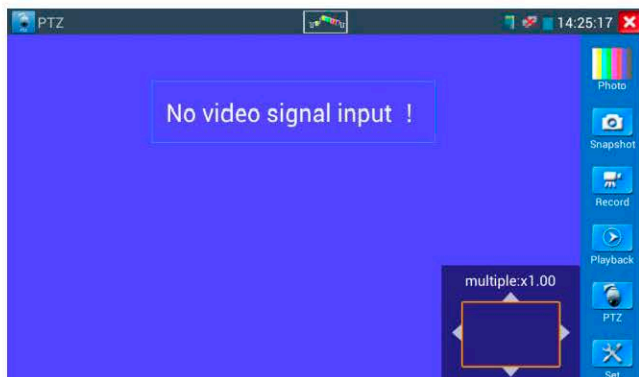 PTZ
14:25:17
No video signal input !
multiple:x1.00
Photo
Snapshot
Record
Playback
PTZ
Set